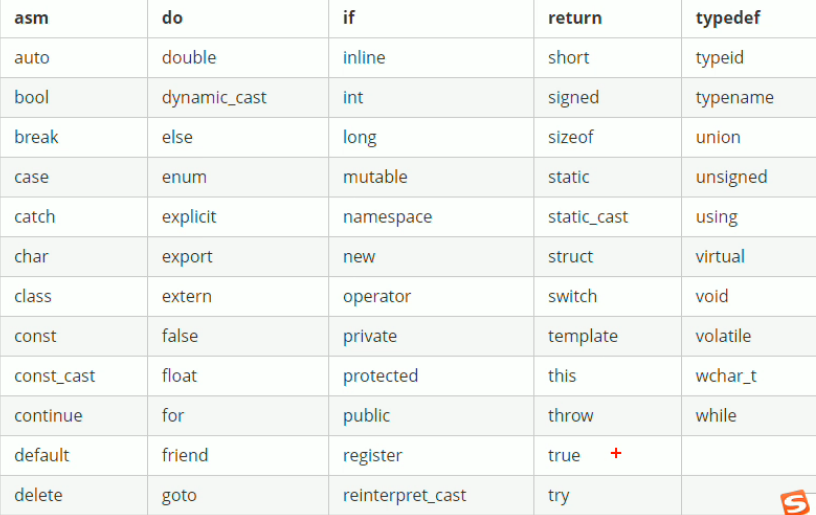 asm do if return typedef
auto double inline short typeid
bool dynamic_cast int signed typename
break else long sizeof union
case enum mutable static unsigned
catch explicit namespace static_cast using
char export new struct virtual
class extern operator switch void
const false private template volatile
const_cast float protected this wchar_t
continue for public throw while
default friend register true
delete goto reinterpret_cast try